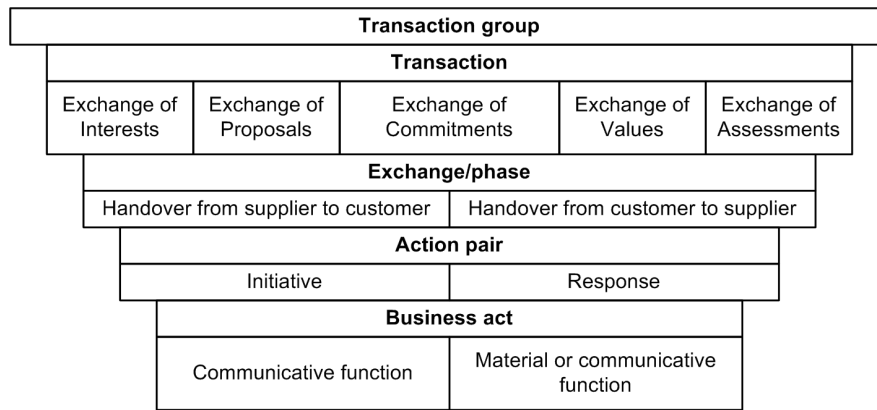 Transaction group
Transaction
Exchange of Interests
Exchange of Proposals
Exchange of Commitments
Exchange of Values
Exchange of Assessments
Exchange/phase
Handover from supplier to customer
Handover from customer to supplier
Action pair
Initiative
Response
Business act
Communicative function
Material or communicative function